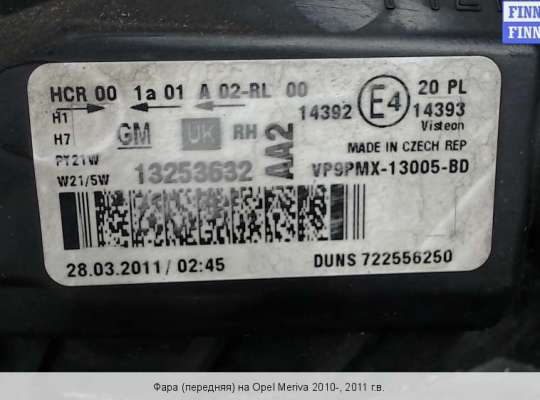 FINN
FINN
HCR 00 1a 01 A 02-RL 00
H1
H7
PY21W
W21/5W
GM UK RH
13253632
AA2
14392 E4 20 PL
14393
Visteon
MADE IN CZECH REP
VP9PMX-13005-BD
28.03.2011/ 02:45
DUNS 722556250
Фара (передняя) на Opel Meriva 2010-, 2011 г.в.